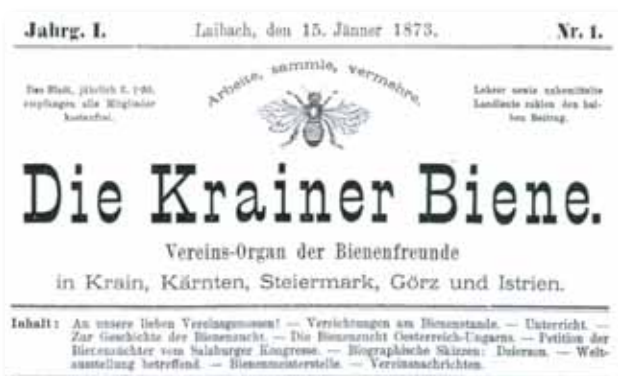 Jahrg. I. Laibach, den 15. Jänner 1873. Nr. 1.
Arbeite, sammle, vermehre.
Das Blatt, jährlich
empfangen alle Mitglieder
kostenfrei.
Lehrer sowie unbemittelte
Landleute zahlen den hal-
ben Beitrag.
Die Krainer Biene.
Vereins-Organ der Bienenfreunde
in Krain, Kärnten, Steiermark, Görz und Istrien.
Inhalt: An unsere lieben Vereinsgenossen! — Verrichtungen am Bienenstande. — Unterricht. —
Zur Geschichte der Bienenzucht. — Die Bienenzucht Oesterreich-Ungarns. — Petition der
Bienenzüchter vom Salzburger Kongresse. — Biographische Skizzen: Dzierzon. — Welt-
ausstellung betreffend. — Bienenmeisterstelle. — Vereinsnachrichten.